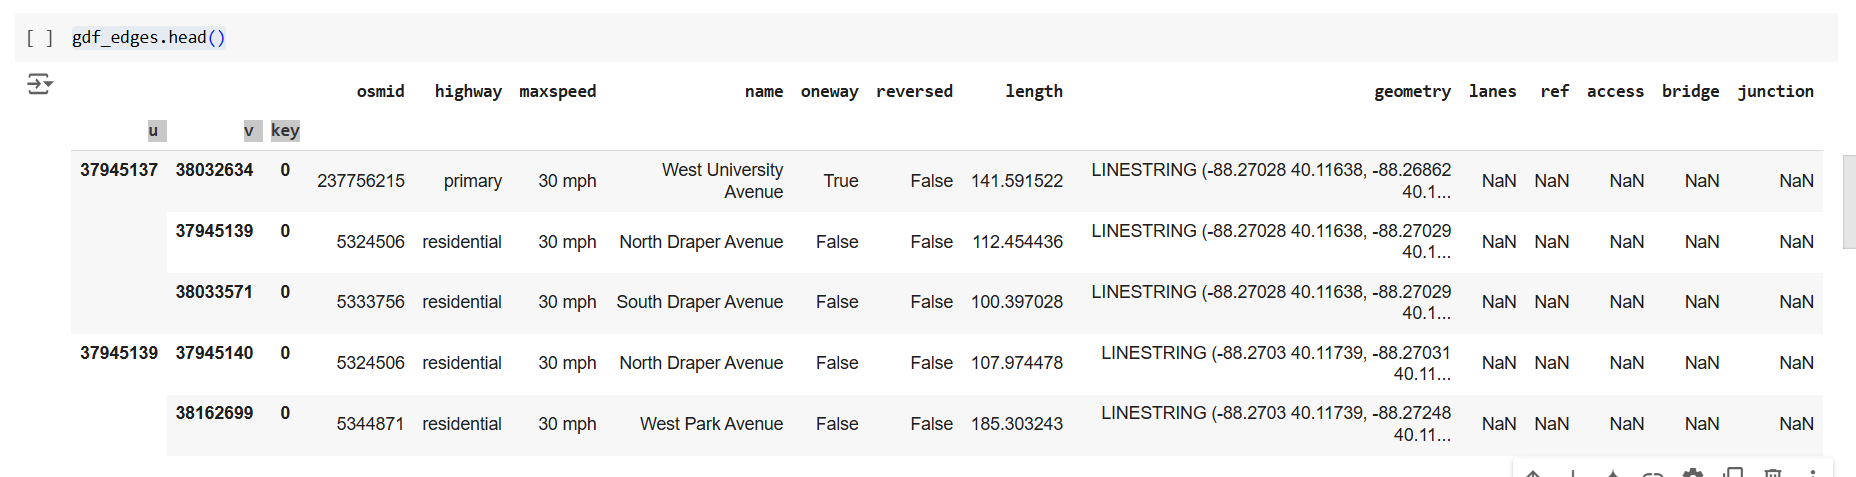 [ ] gdf_edges.head()
osmid highway maxspeed name oneway reversed length geometry lanes ref access bridge junction
u v key
37945137 38032634 0 237756215 primary 30 mph West University Avenue True False 141.591522 LINESTRING (-88.27028 40.11638, -88.26862 40.1... NaN NaN NaN NaN NaN
37945139 0 5324506 residential 30 mph North Draper Avenue False False 112.454436 LINESTRING (-88.27028 40.11638, -88.27029 40.1... NaN NaN NaN NaN NaN
38033571 0 5333756 residential 30 mph South Draper Avenue False False 100.397028 LINESTRING (-88.27028 40.11638, -88.27029 40.1... NaN NaN NaN NaN NaN
37945139 37945140 0 5324506 residential 30 mph North Draper Avenue False False 107.974478 LINESTRING (-88.2703 40.11739, -88.27031 40.11... NaN NaN NaN NaN NaN
38162699 0 5344871 residential 30 mph West Park Avenue False False 185.303243 LINESTRING (-88.2703 40.11739, -88.27248 40.11... NaN NaN NaN NaN NaN